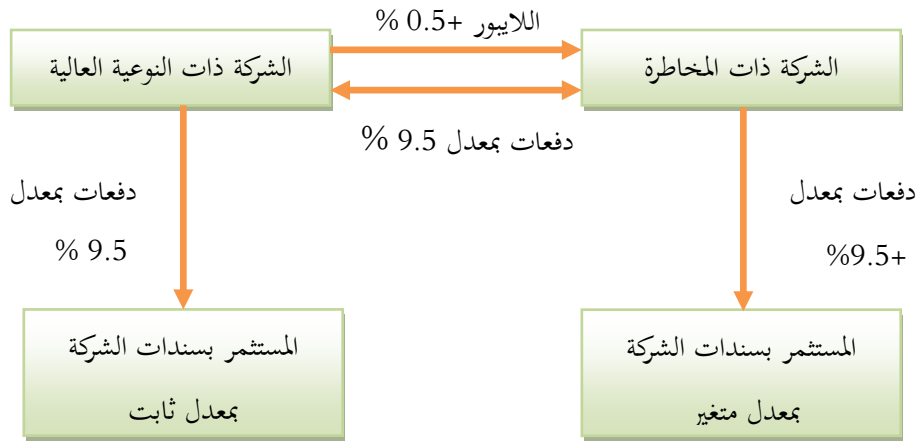 اللايبور +0.5 %
الشركة ذات المخاطرة
الشركة ذات النوعية العالية
دفعات بمعدل 9.5 %
دفعات بمعدل
+9.5%
دفعات بمعدل
9.5 %
المستثمر بسندات الشركة
بمعدل متغير
المستثمر بسندات الشركة
بمعدل ثابت